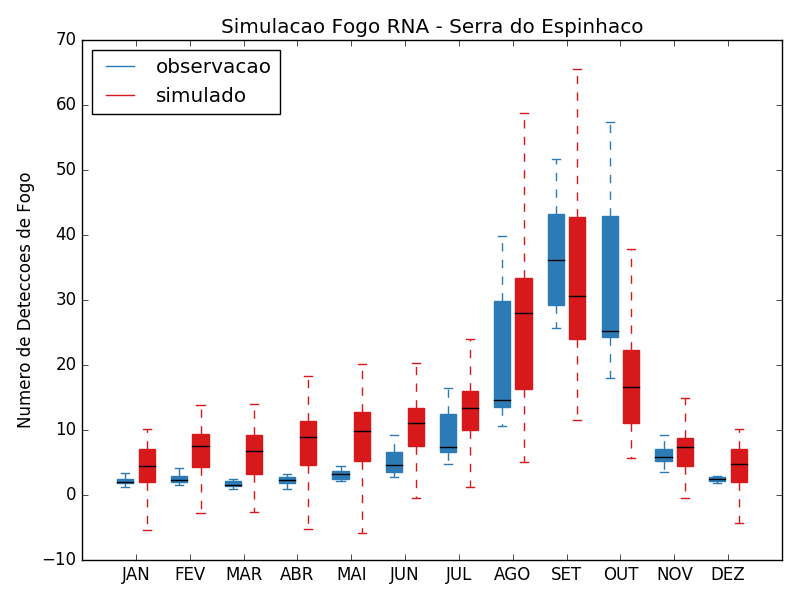 Simulacao Fogo RNA - Serra do Espinhaco
70
60
50
40
30
20
10
0
−10
Numero de Deteccoes de Fogo
observacao
simulado
JAN FEV MAR ABR MAI JUN JUL AGO SET OUT NOV DEZ